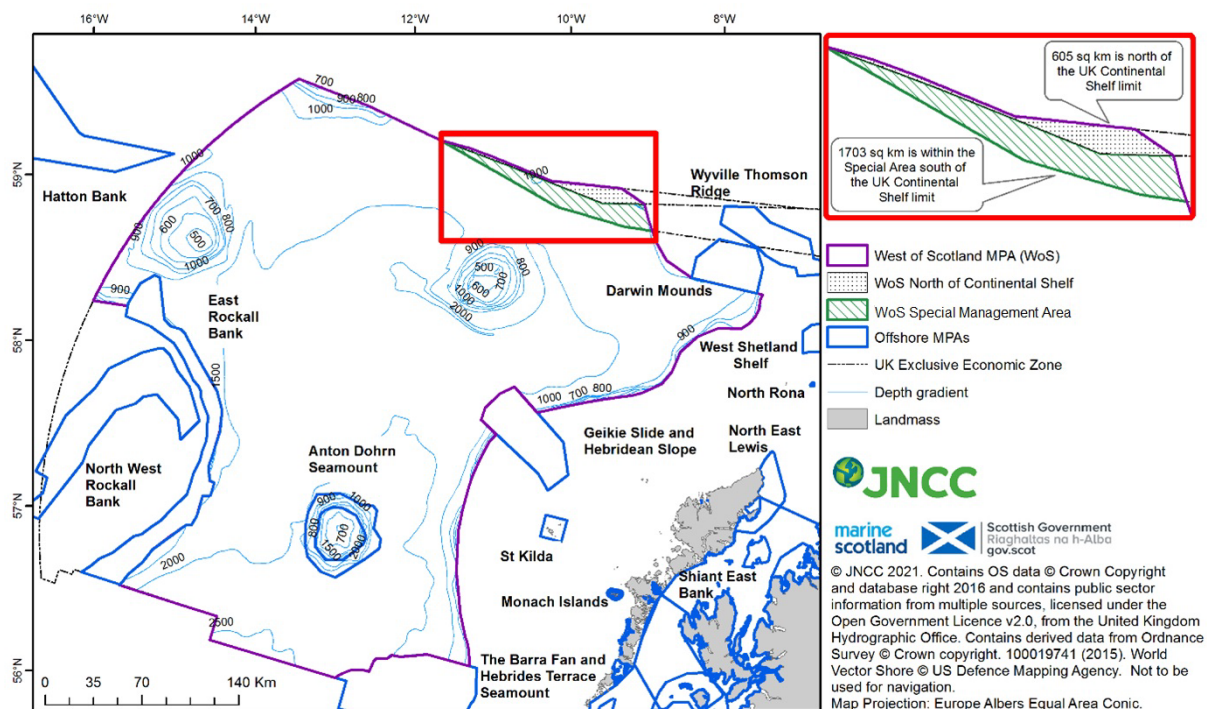 16°W
14°W
12°W
10°W
8°W
59°N
58°N
57°N
56°N
700
900
800
1000
1000
Hatton Bank
700
800
600
900
500
1000
900
East
Rockall
Bank
1500
North West
Rockall
Bank
2000
2500
Anton Dohrn
Seamount
900
1000
800
700
1500
2000
900
800
500
700
600
1000
2000
Wyville Thomson
Ridge
Darwin Mounds
900
West Shetland
Shelf
1000
700
800
North Rona
Geikie Slide and
Hebridean Slope
North East
Lewis
St Kilda
Monach Islands
Shiant East
Bank
The Barra Fan and
Hebrides Terrace
Seamount
0 35 70 140 Km
605 sq km is north of
the UK Continental
Shelf limit
1703 sq km is within the
Special Area south of
the UK Continental
Shelf limit
West of Scotland MPA (WoS)
WoS North of Continental Shelf
WoS Special Management Area
Offshore MPAs
UK Exclusive Economic Zone
Depth gradient
Landmass
JNCC
marine
scotland
Scottish Government
Riaghaltas na h-Alba
gov.scot
© JNCC 2021. Contains OS data © Crown Copyright
and database right 2016 and contains public sector
information from multiple sources, licensed under the
Open Government Licence v2.0, from the United Kingdom
Hydrographic Office. Contains derived data from Ordnance
Survey © Crown copyright. 100019741 (2015). World
Vector Shore © US Defence Mapping Agency. Not to be
used for navigation.
Map Projection: Europe Albers Equal Area Conic.